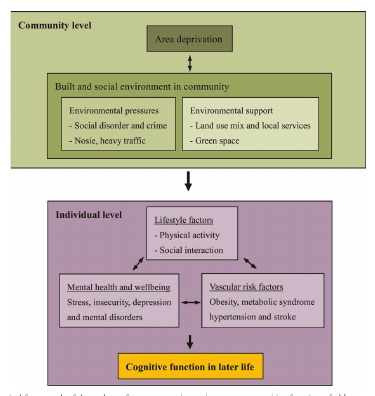 Community level
Area deprivation
Built and social environment in community
Environmental pressures
- Social disorder and crime
- Nosie, heavy traffic
Environmental support
- Land use mix and local services
- Green space
Individual level
Lifestyle factors
- Physical activity
- Social interaction
Mental health and wellbeing
Stress, insecurity, depression
and mental disorders
Vascular risk factors
Obesity, metabolic syndrome
hypertension and stroke
Cognitive function in later life